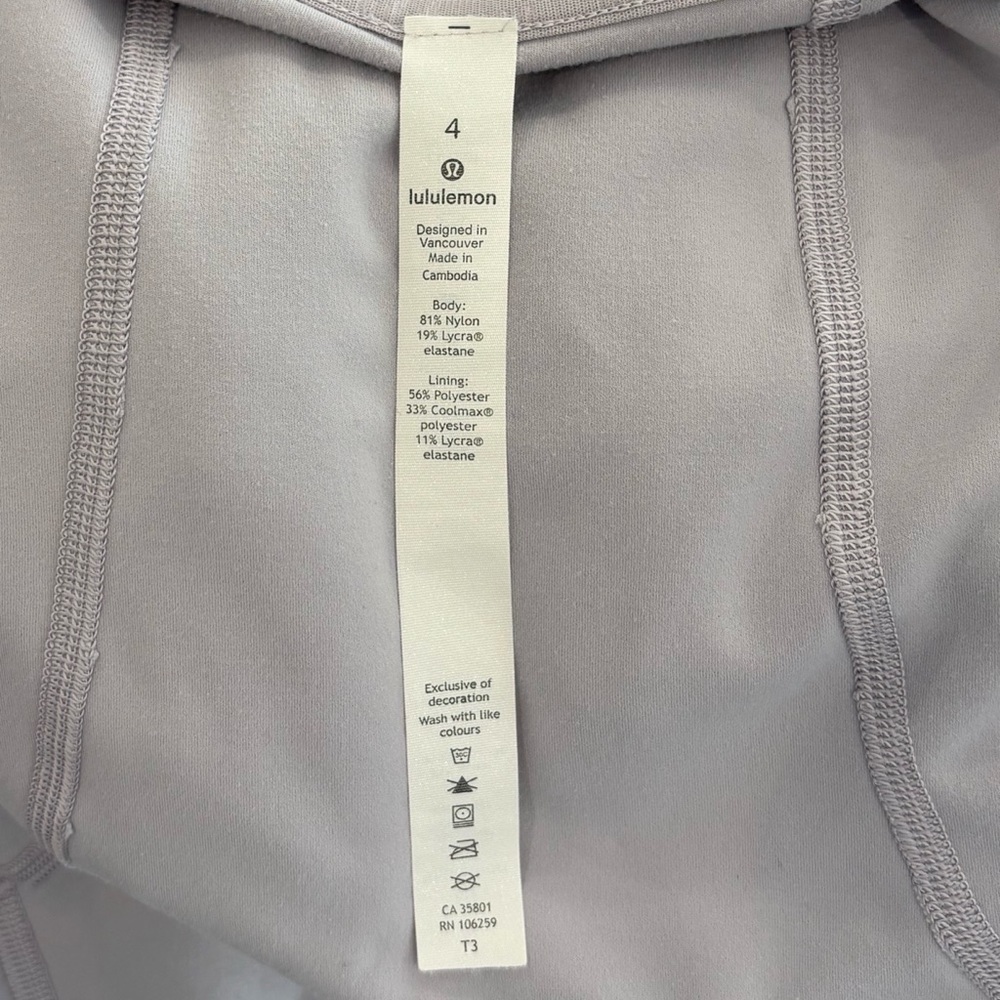 4
lululemon
Designed in
Vancouver
Made in
Cambodia
Body:
81% Nylon
19% Lycra®
elastane
Lining:
56% Polyester
33% Coolmax®
polyester
11% Lycra®
elastane
Exclusive of
decoration
Wash with like
colours
30C
CA 35801
RN 106259
T3